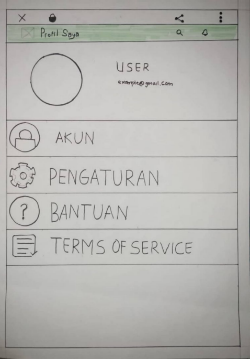 Profil Saya
USER
example@gmail.com
AKUN
PENGATURAN
? BANTUAN
TERMS OF SERVICE